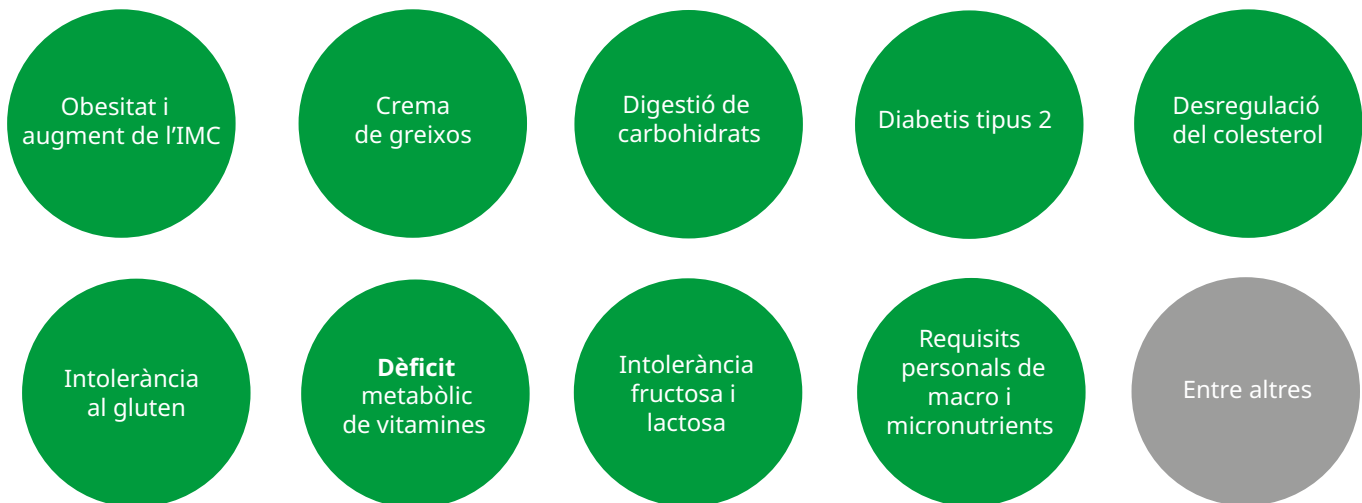 Obesitat i
augment de l’IMC
Crema
de greixos
Digestió de
carbohidrats
Diabetis tipus 2
Desregulació
del colesterol
Intolerància
al gluten
Dèficit
metabòlic
de vitamines
Intolerància
fructosa i
lactosa
Requisits
personals de
macro i
micronutrients
Entre altres